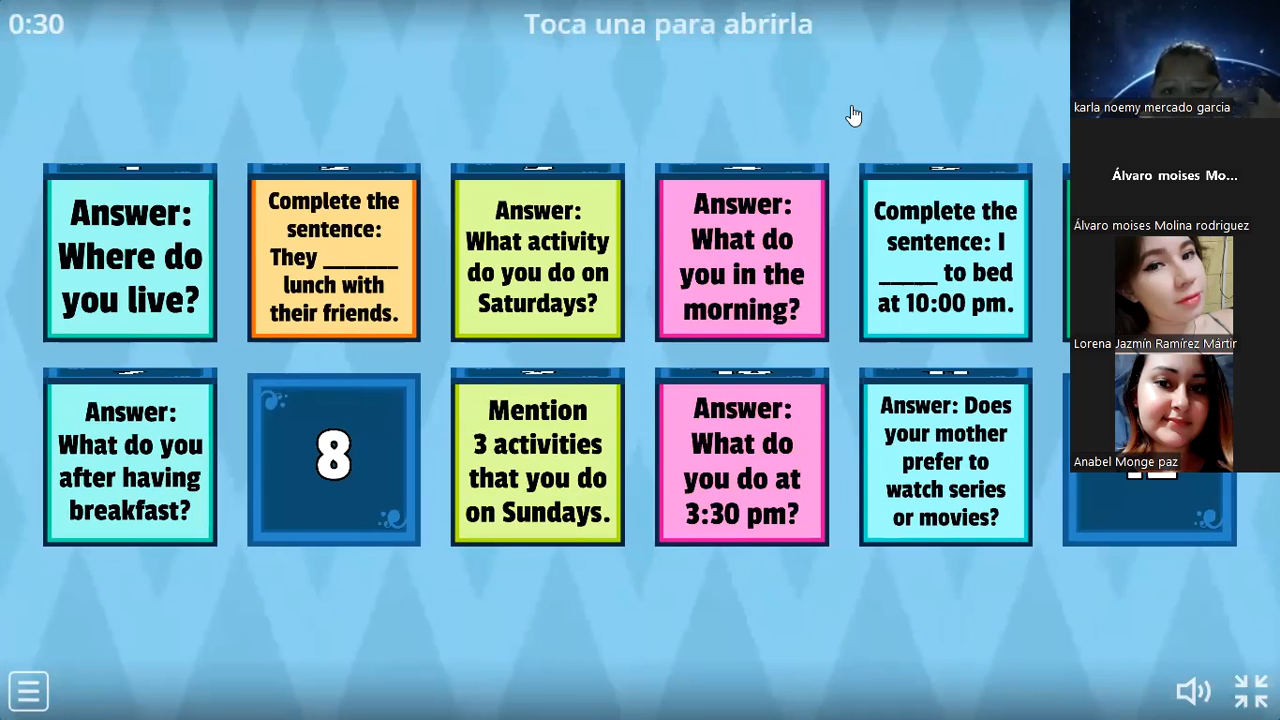 0:30
Toca una para abrirla
Answer:
Where do
you live?
Complete the
sentence:
They _______
lunch with
their friends.
Answer:
What activity
do you do on
Saturdays?
Answer:
What do
you in the
morning?
Complete the
sentence: I
_____ to bed
at 10:00 pm.
Answer:
What do you
after having
breakfast?
8
Mention
3 activities
that you do
on Sundays.
Answer:
What do
you do at
3:30 pm?
Answer: Does
your mother
prefer to
watch series
or movies?
karla noemy mercado garcia
Álvaro moises Mo...
Álvaro moises Molina rodriguez
Lorena Jazmín Ramírez Mártir
Anabel Monge paz